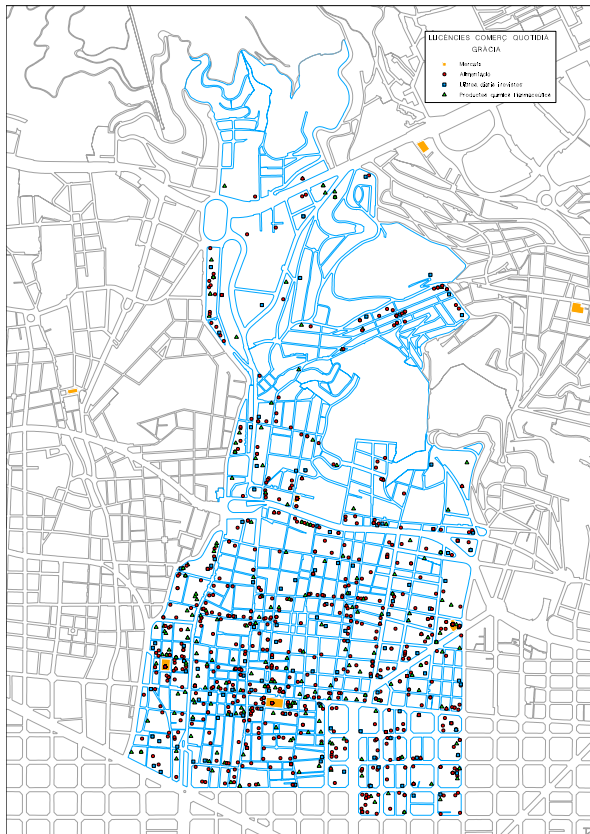 LLICÈNCIES COMERÇ QUOTIDIÀ
GRÀCIA
Mercats
Alimentació
Productes químics i farmacèutics